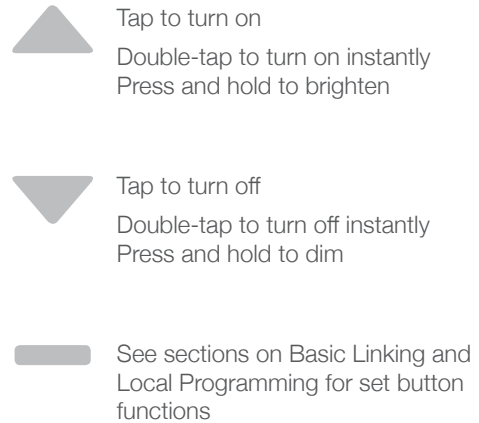 Tap to turn on
Double-tap to turn on instantly
Press and hold to brighten
Tap to turn off
Double-tap to turn off instantly
Press and hold to dim
See sections on Basic Linking and
Local Programming for set button
functions